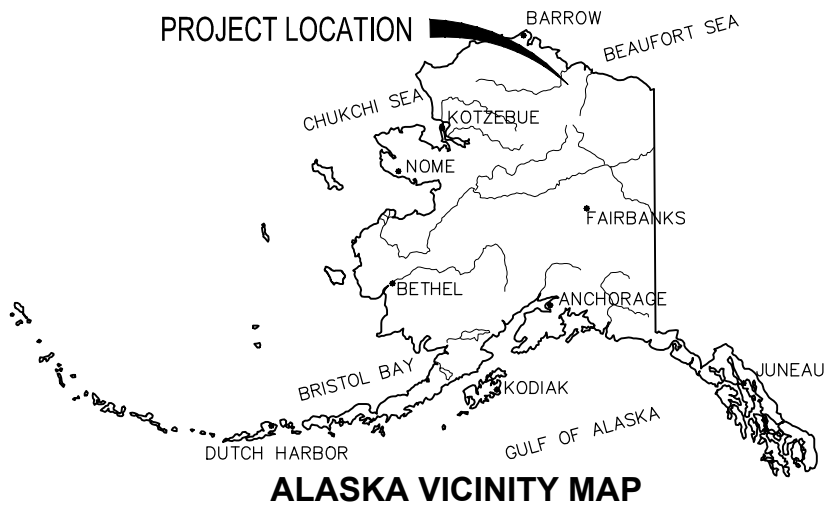 BARROW
PROJECT LOCATION
BEAUFORT SEA
CHUKCHI SEA
KOTZEBUE
NOME
FAIRBANKS
BETHEL
ANCHORAGE
BRISTOL BAY
KODIAK
JUNEAU
GULF OF ALASKA
DUTCH HARBOR
ALASKA VICINITY MAP